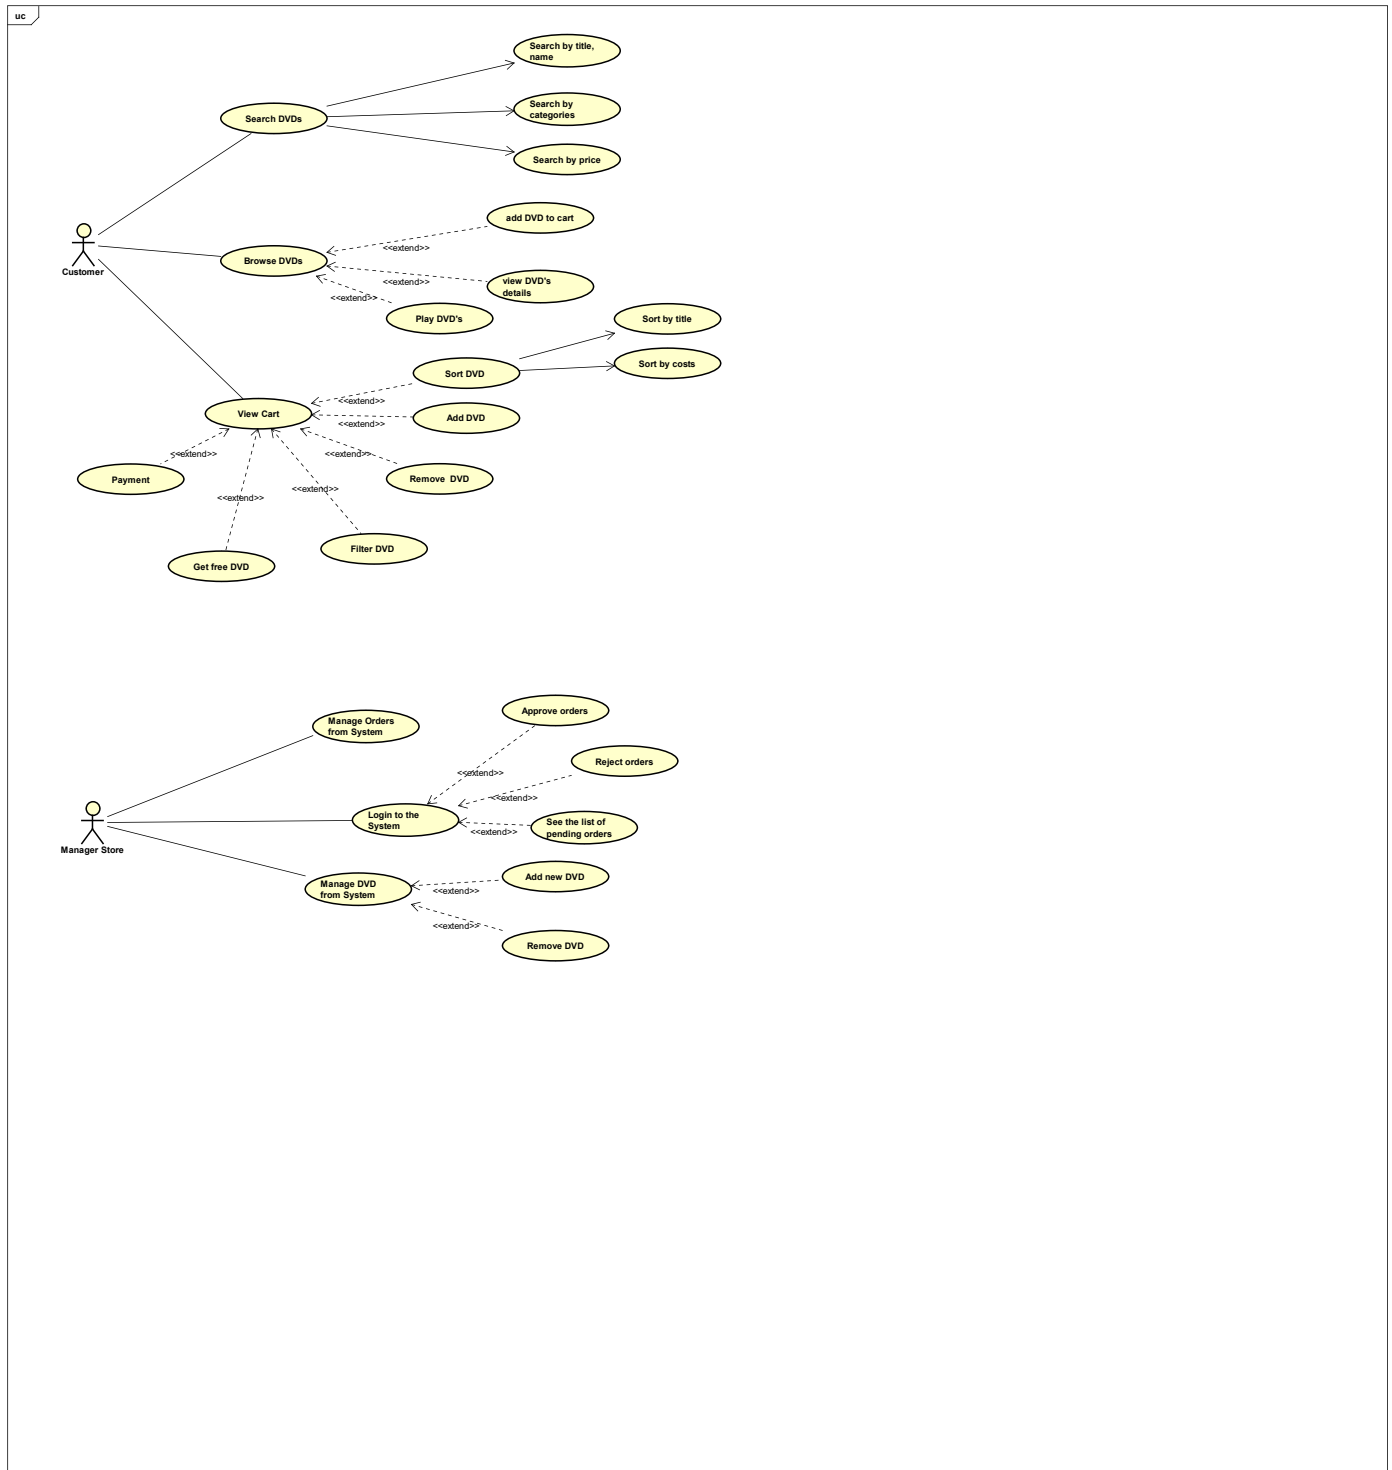 uc
Search by title,
name
Search DVDs
Search by
categories
Search by price
Customer
add DVD to cart
<<extend>>
Browse DVDs
<<extend>>
view DVD's
details
<<extend>>
Play DVD's
Sort by title
Sort by costs
Sort DVD
<<extend>>
View Cart
Add DVD
<<extend>>
<<extend>>
<<extend>>
Payment
Remove  DVD
<<extend>>
<<extend>>
Filter DVD
Get free DVD
Approve orders
Manage Orders
from System
Reject orders
<<extend>>
<<extend>>
Login to the
System
See the list of
pending orders
<<extend>>
Manager Store
Manage DVD
from System
Add new DVD
<<extend>>
<<extend>>
Remove DVD